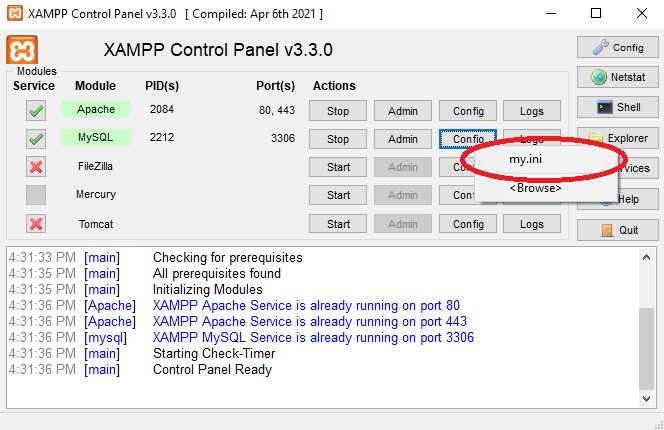 XAMPP Control Panel v3.3.0 [ Compiled: Apr 6th 2021 ]
XAMPP Control Panel v3.3.0
Config
Modules
Service Module PID(s) Port(s) Actions
Netstat
Apache 2084 80, 443 Stop Admin Config Logs
Shell
MySQL 2212 3306 Stop Admin Config Logs
Explorer
my.ini
FileZilla Start Admin
<Browse>
Mercury Start Admin
Help
Tomcat Start Admin Config Logs
Quit
4:31:33 PM [main] Checking for prerequisites
4:31:35 PM [main] All prerequisites found
4:31:35 PM [main] Initializing Modules
4:31:36 PM [Apache] XAMPP Apache Service is already running on port 80
4:31:36 PM [Apache] XAMPP Apache Service is already running on port 443
4:31:36 PM [mysql] XAMPP MySQL Service is already running on port 3306
4:31:36 PM [main] Starting Check-Timer
4:31:36 PM [main] Control Panel Ready